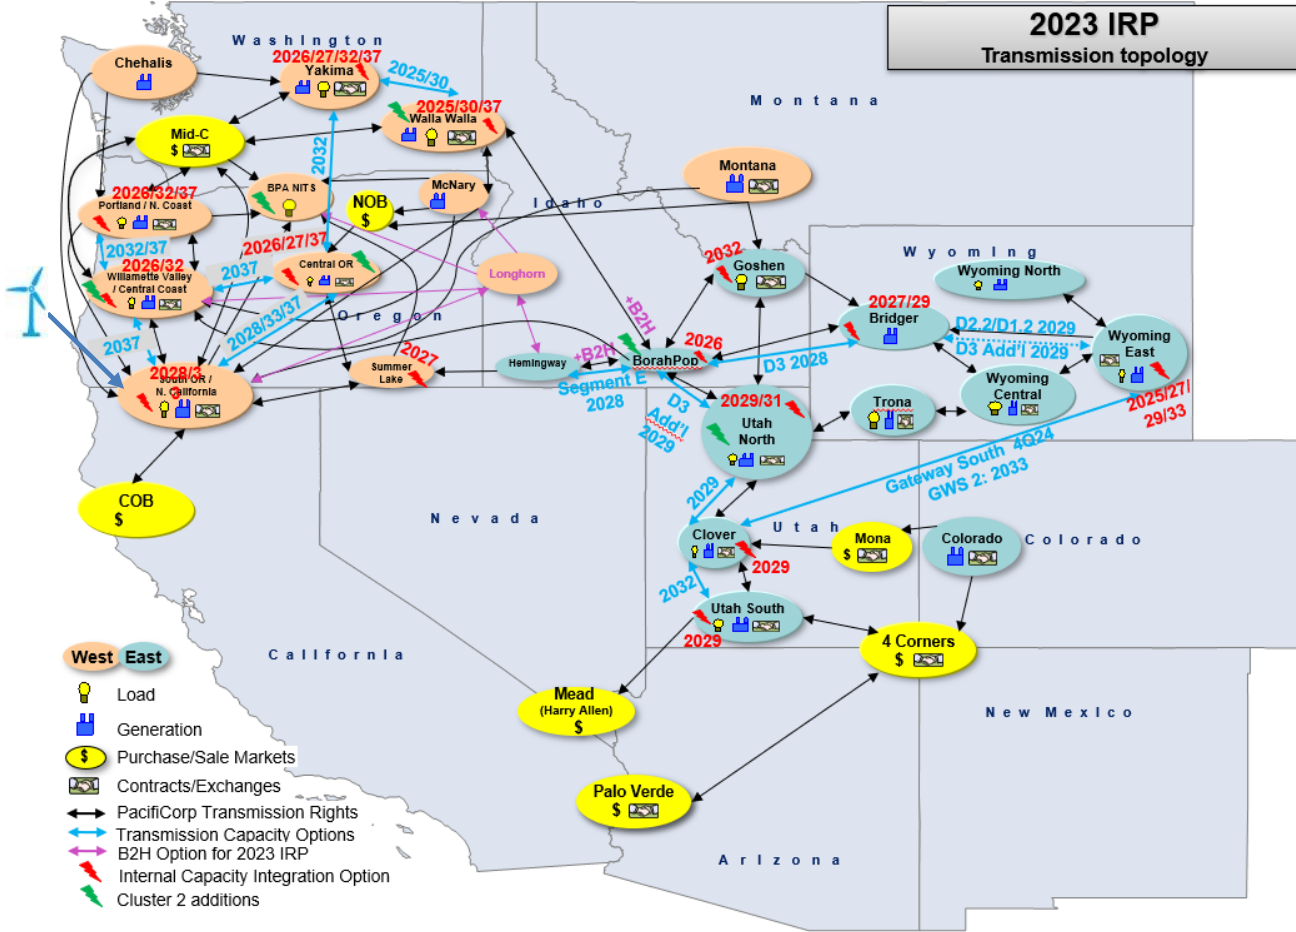 2023 IRP
Transmission topology
Washington
Montana
Idaho
Wyoming
Oregon
Nevada
Utah
Colorado
California
Arizona
New Mexico
Chehalis
2026/27/32/37
Yakima
2025/30
2025/30/37
Walla Walla
Mid-C
$
2032
2026/32/37
Portland / N. Coast
BPA NITS
NOB
$
McNary
Montana
2032/37
2026/32
Willamette Valley
/ Central Coast
2026/27/37
2037
Central OR
Longhorn
2032
Goshen
Wyoming North
2028/33/37
2037
+B2H
2027/29
Bridger
D2.2/D1.2 2029
D3 Add'l 2029
Wyoming
East
2025/27/
29/33
2028/3
3
South OR /
N. California
2027
Summer
Lake
Hemingway
+B2H
2026
BorahPop
D3 2028
Segment E
2028
D3
Add'l
2029
2029/31
Utah
North
Trona
Wyoming
Central
Gateway South 4Q24
GWS 2: 2033
COB
$
2029
Clover
2029
Mona
$
Colorado
2032
Utah South
2029
4 Corners
$
Mead
(Harry Allen)
$
Palo Verde
$
West East
Load
Generation
$ Purchase/Sale Markets
Contracts/Exchanges
PacifiCorp Transmission Rights
Transmission Capacity Options
B2H Option for 2023 IRP
Internal Capacity Integration Option
Cluster 2 additions